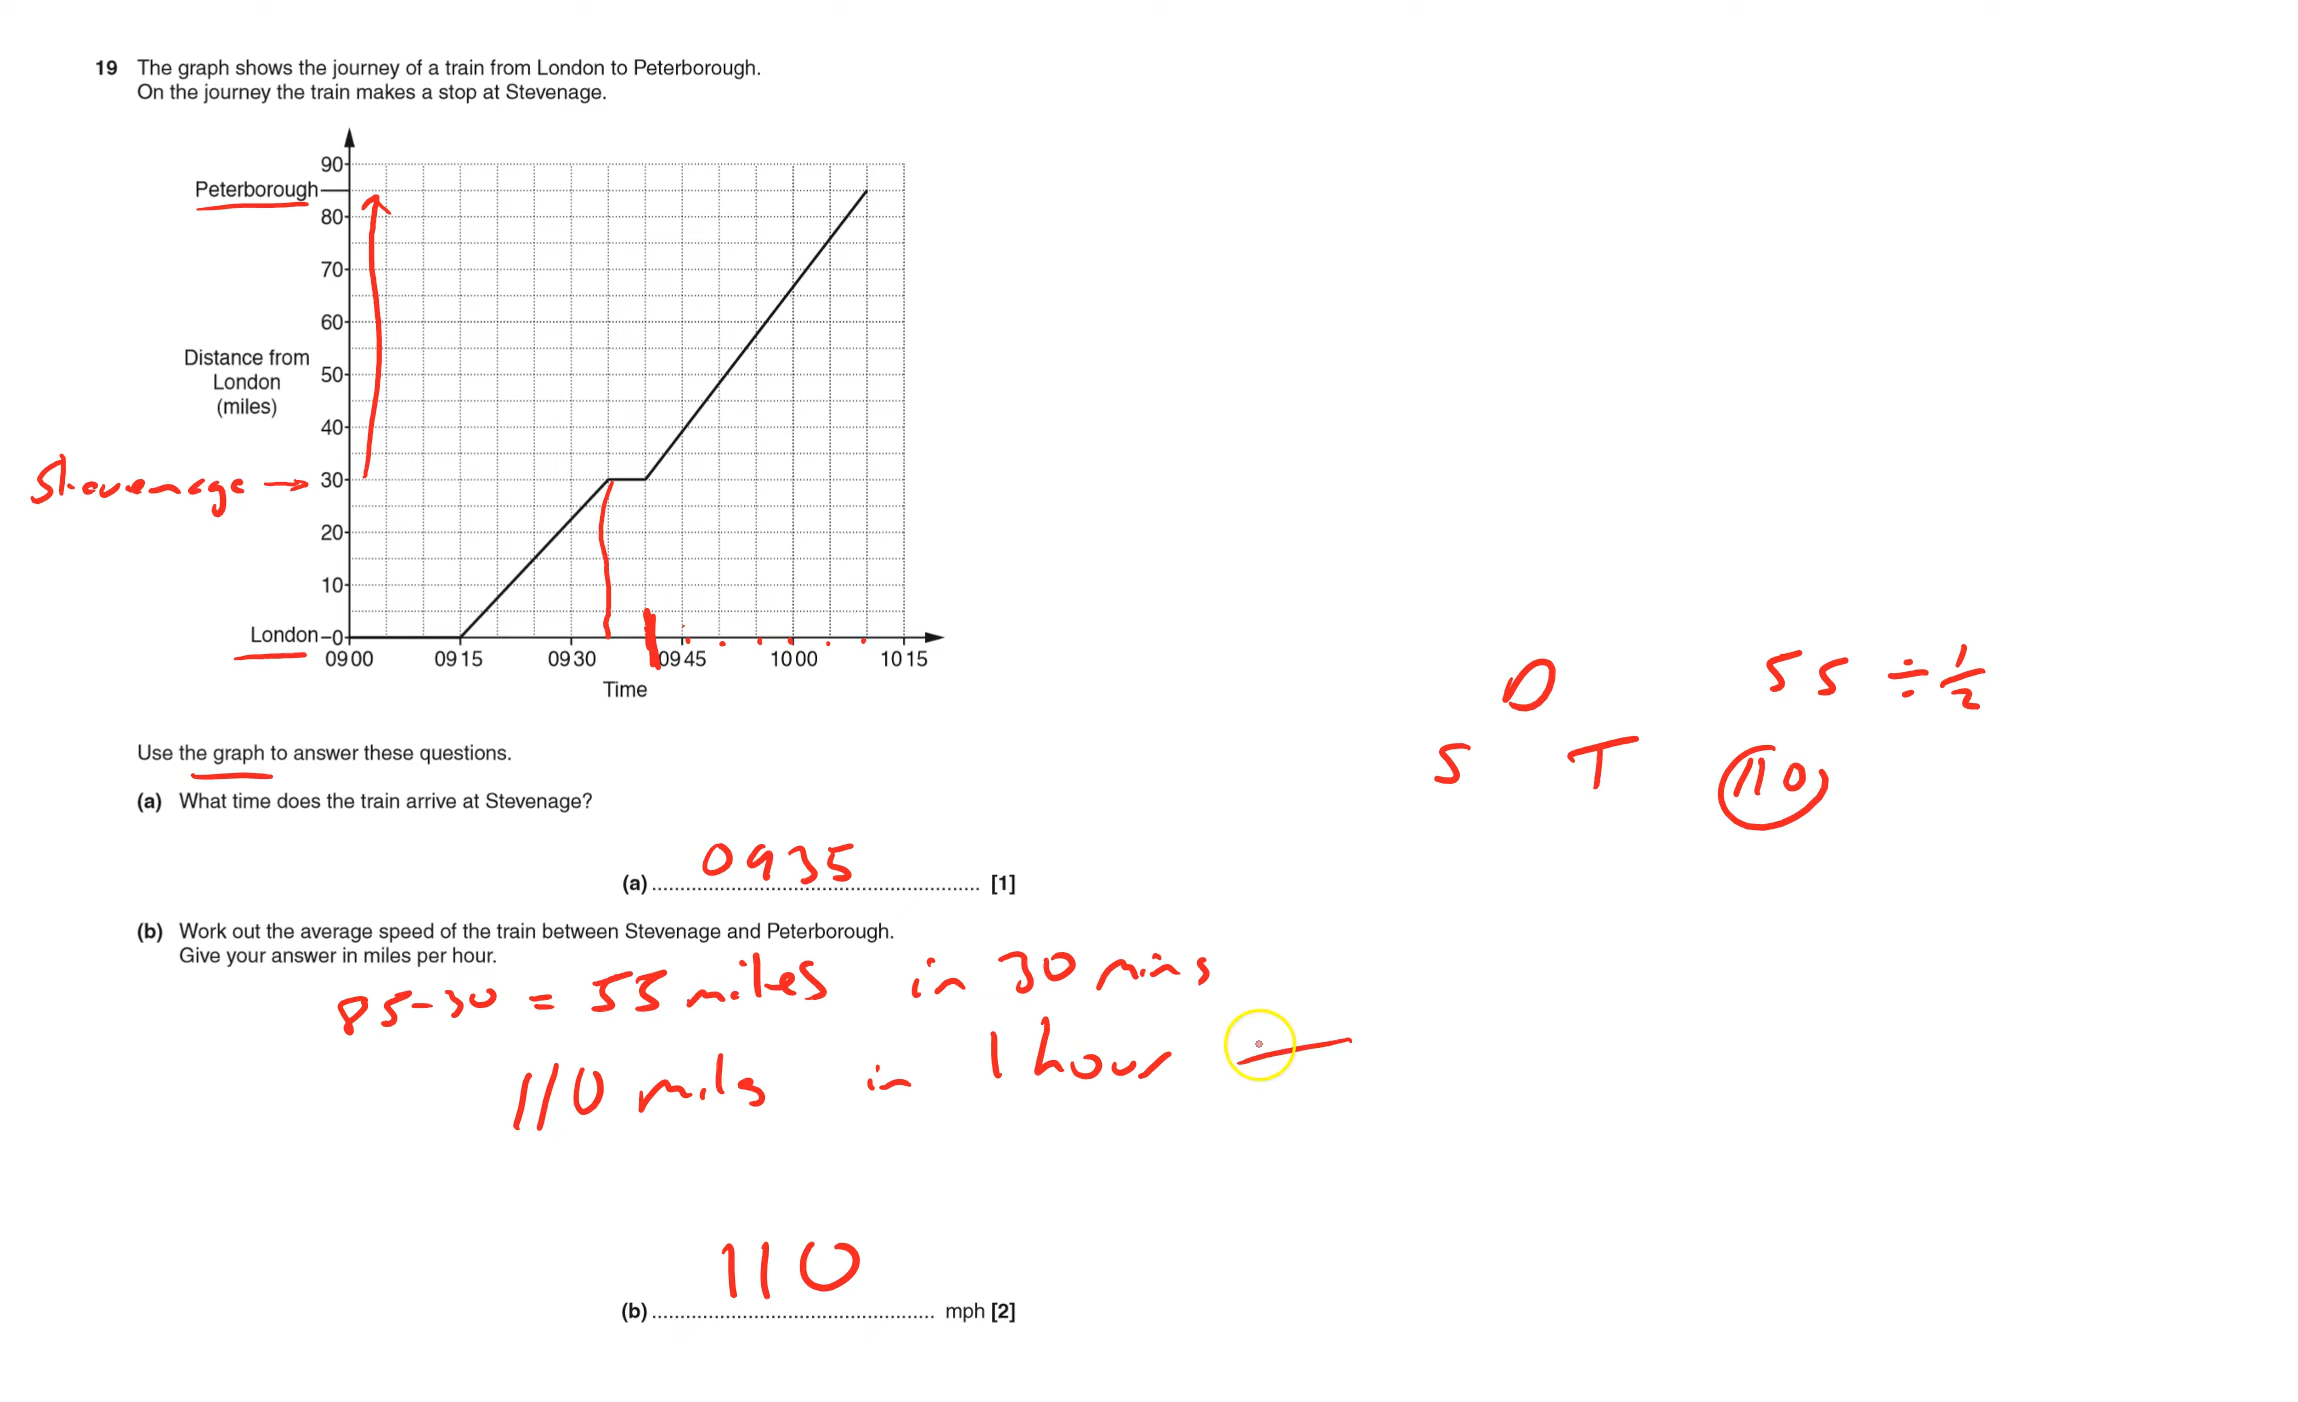 19 The graph shows the journey of a train from London to Peterborough.
On the journey the train makes a stop at Stevenage.
90
Peterborough
80
70
60
Distance from
London
(miles)
50
40
Stevenage → 30
20
10
London 0
09 00 09 15 09 30 09 45 10 00 10 15
Time
D
S T
55 ÷ 1/2
110
Use the graph to answer these questions.
(a) What time does the train arrive at Stevenage?
0935
(a) ........................................................ [1]
(b) Work out the average speed of the train between Stevenage and Peterborough.
Give your answer in miles per hour.
85-30 = 55 miles in 30 mins
110 mils in 1 hour
110
(b) ........................................................ mph [2]